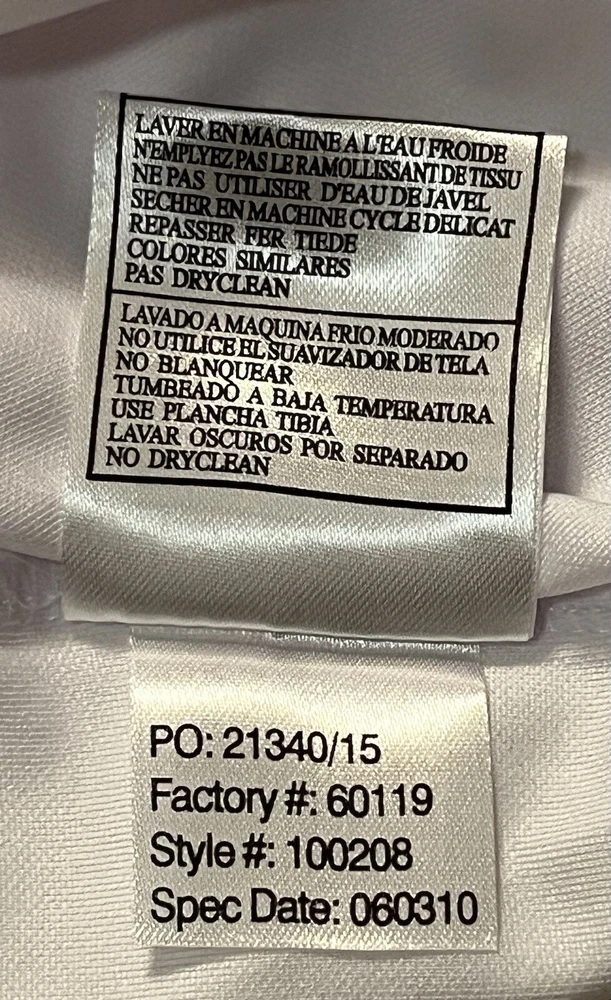 LAVER EN MACHINE A L'EAU FROIDE
N'EMPLYEZ PAS LE RAMOLLISSANT DE TISSU
NE PAS UTILISER D'EAU DE JAVEL
SECHER EN MACHINE CYCLE DELICAT
REPASSER FER TIEDE
COLORES SIMILARES
PAS DRYCLEAN
LAVADO A MAQUINA FRIO MODERADO
NO UTILICE EL SUAVIZADOR DE TELA
NO BLANQUEAR
TUMBEADO A BAJA TEMPERATURA
USE PLANCHA TIBIA
LAVAR OSCUROS POR SEPARADO
NO DRYCLEAN
PO: 21340/15
Factory #: 60119
Style #: 100208
Spec Date: 060310